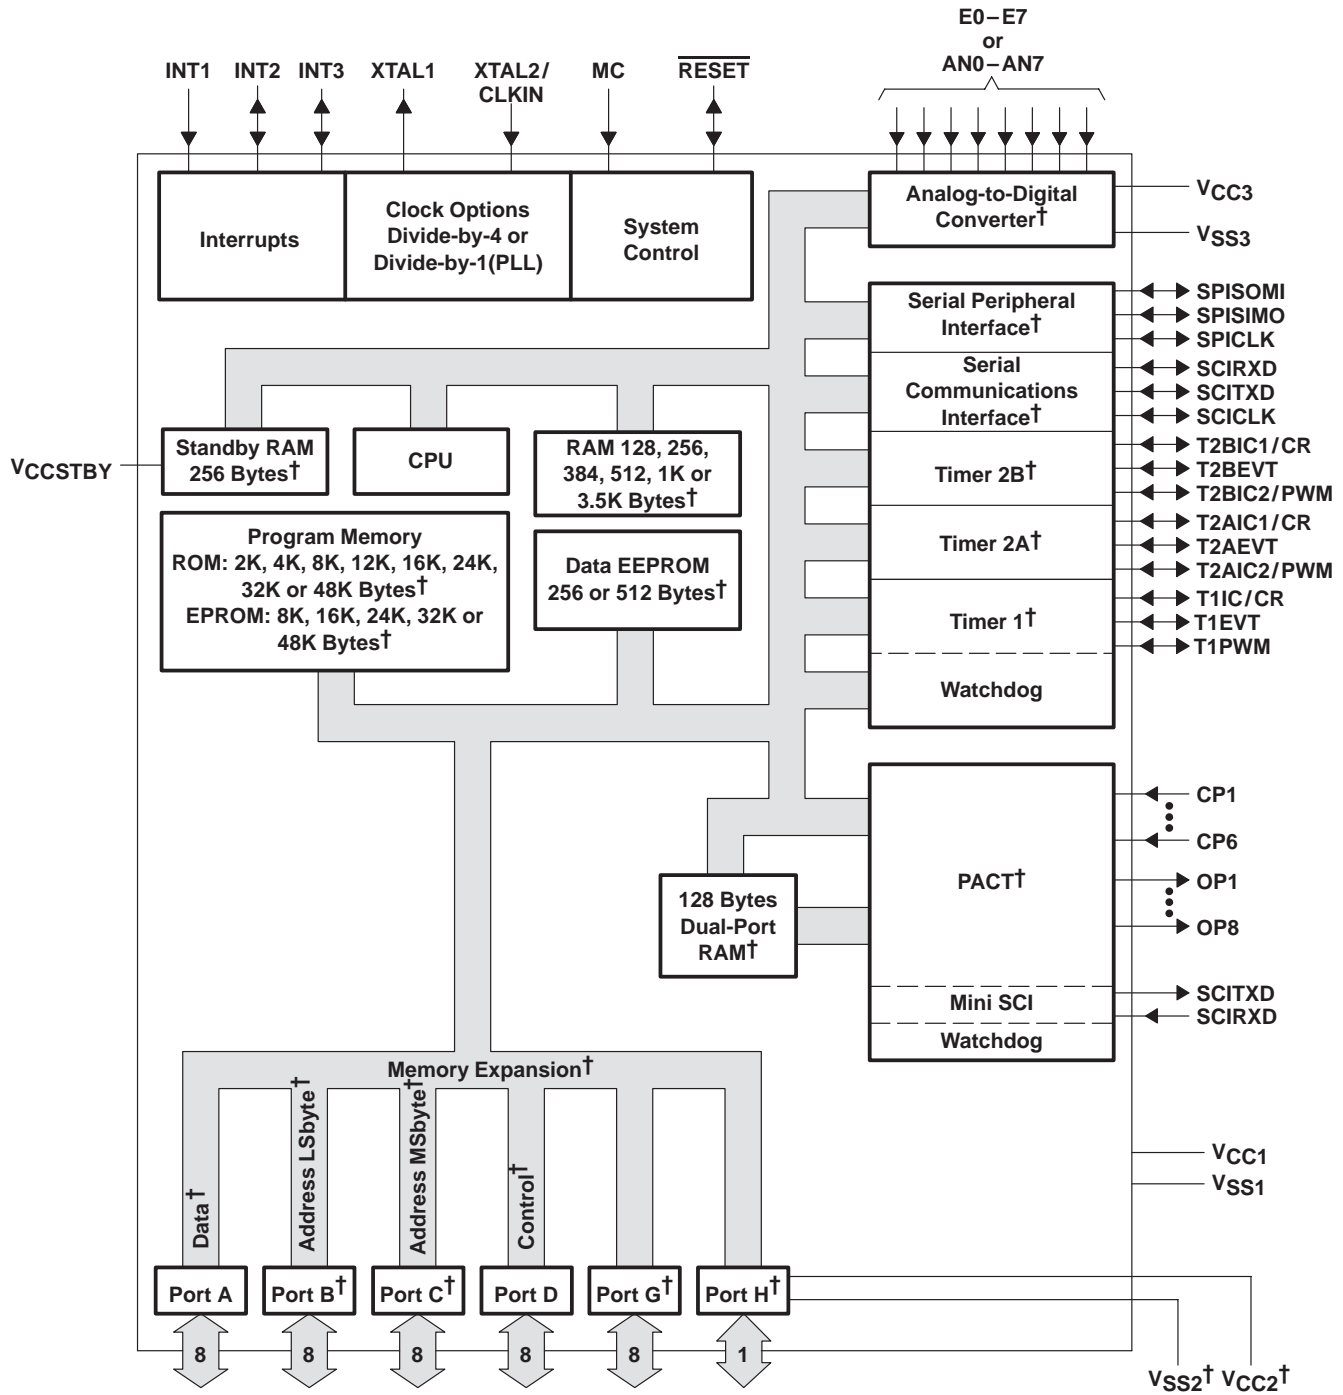 E0–E7
or
AN0–AN7
INT1 INT2 INT3 XTAL1 XTAL2/ MC RESET
CLKIN
Interrupts
Clock Options
Divide-by-4 or
Divide-by-1(PLL)
System
Control
Analog-to-Digital
Converter†
VCC3
VSS3
Serial Peripheral
Interface†
SPISOMI
SPISIMO
SPICLK
Serial
Communications
Interface†
SCIRXD
SCITXD
SCICLK
Timer 2B†
T2BIC1/CR
T2BEVT
T2BIC2/PWM
Timer 2A†
T2AIC1/CR
T2AEVT
T2AIC2/PWM
Timer 1†
T1IC/CR
T1EVT
T1PWM
Watchdog
VCCSTBY
Standby RAM
256 Bytes†
CPU
RAM 128, 256,
384, 512, 1K or
3.5K Bytes†
Program Memory
ROM: 2K, 4K, 8K, 12K, 16K, 24K,
32K or 48K Bytes†
EPROM: 8K, 16K, 24K, 32K or
48K Bytes†
Data EEPROM
256 or 512 Bytes†
128 Bytes
Dual-Port
RAM†
PACT†
CP1
CP6
OP1
OP8
Mini SCI
SCITXD
SCIRXD
Watchdog
Memory Expansion†
Data†
Address LSbyte†
Address MSbyte†
Control†
VCC1
VSS1
Port A Port B† Port C† Port D Port G† Port H†
8 8 8 8 8 1
VSS2† VCC2†